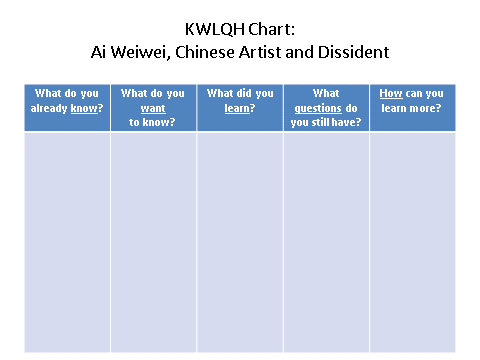 KWLQH Chart:
Ai Weiwei, Chinese Artist and Dissident
What do you
already know?
What do you
want
to know?
What did you
learn?
What
questions do
you still have?
How can you
learn more?